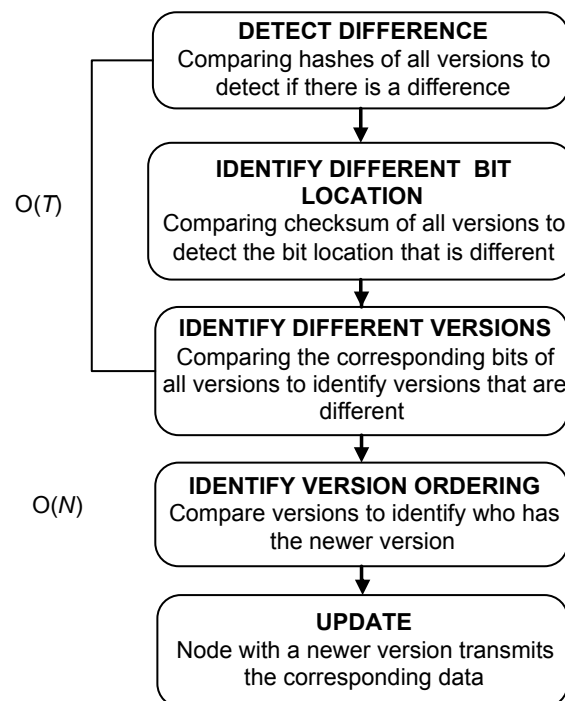 DETECT DIFFERENCE
Comparing hashes of all versions to
detect if there is a difference
IDENTIFY DIFFERENT BIT
LOCATION
Comparing checksum of all versions to
detect the bit location that is different
O(T)
IDENTIFY DIFFERENT VERSIONS
Comparing the corresponding bits of
all versions to identify versions that are
different
IDENTIFY VERSION ORDERING
Compare versions to identify who has
the newer version
O(N)
UPDATE
Node with a newer version transmits
the corresponding data